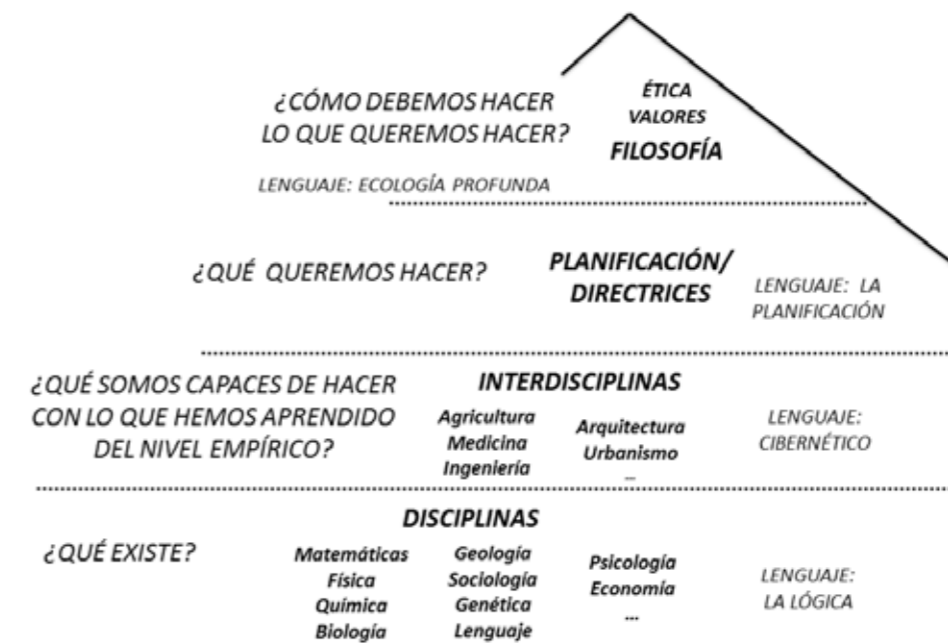 ¿CÓMO DEBEMOS HACER
LO QUE QUEREMOS HACER?
ÉTICA
VALORES
FILOSOFÍA
LENGUAJE: ECOLOGÍA PROFUNDA
¿QUÉ QUEREMOS HACER?
PLANIFICACIÓN/
DIRECTRICES
LENGUAJE: LA
PLANIFICACIÓN
¿QUÉ SOMOS CAPACES DE HACER
CON LO QUE HEMOS APRENDIDO
DEL NIVEL EMPÍRICO?
INTERDISCIPLINAS
Agricultura
Medicina
Ingeniería
Arquitectura
Urbanismo
...
LENGUAJE:
CIBERNÉTICO
DISCIPLINAS
¿QUÉ EXISTE?
Matemáticas
Física
Química
Biología
Geología
Sociología
Genética
Lenguaje
Psicología
Economía
...
LENGUAJE:
LA LÓGICA